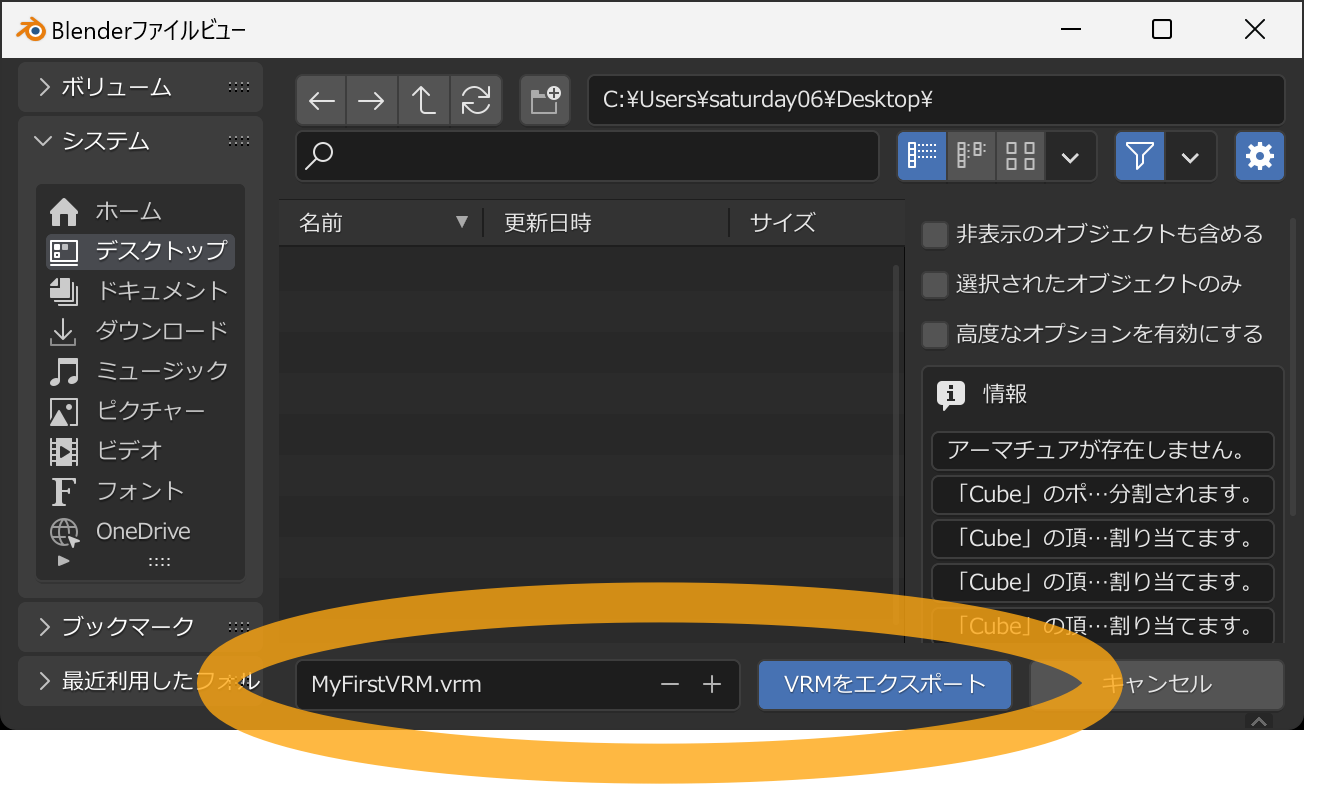 Blenderファイルビュー
ボリューム
システム
ホーム
デスクトップ
ドキュメント
ダウンロード
ミュージック
ピクチャー
ビデオ
フォント
OneDrive
ブックマーク
最近利用したファイル
C:¥Users¥saturday06¥Desktop¥
名前 更新日時 サイズ
非表示のオブジェクトも含める
選択されたオブジェクトのみ
高度なオプションを有効にする
情報
アーマチュアが存在しません。
「Cube」のポ…分割されます。
「Cube」の頂…割り当てます。
「Cube」の頂…割り当てます。
「Cube」の頂…割り当てます。
MyFirstVRM.vrm
VRMをエクスポート
キャンセル